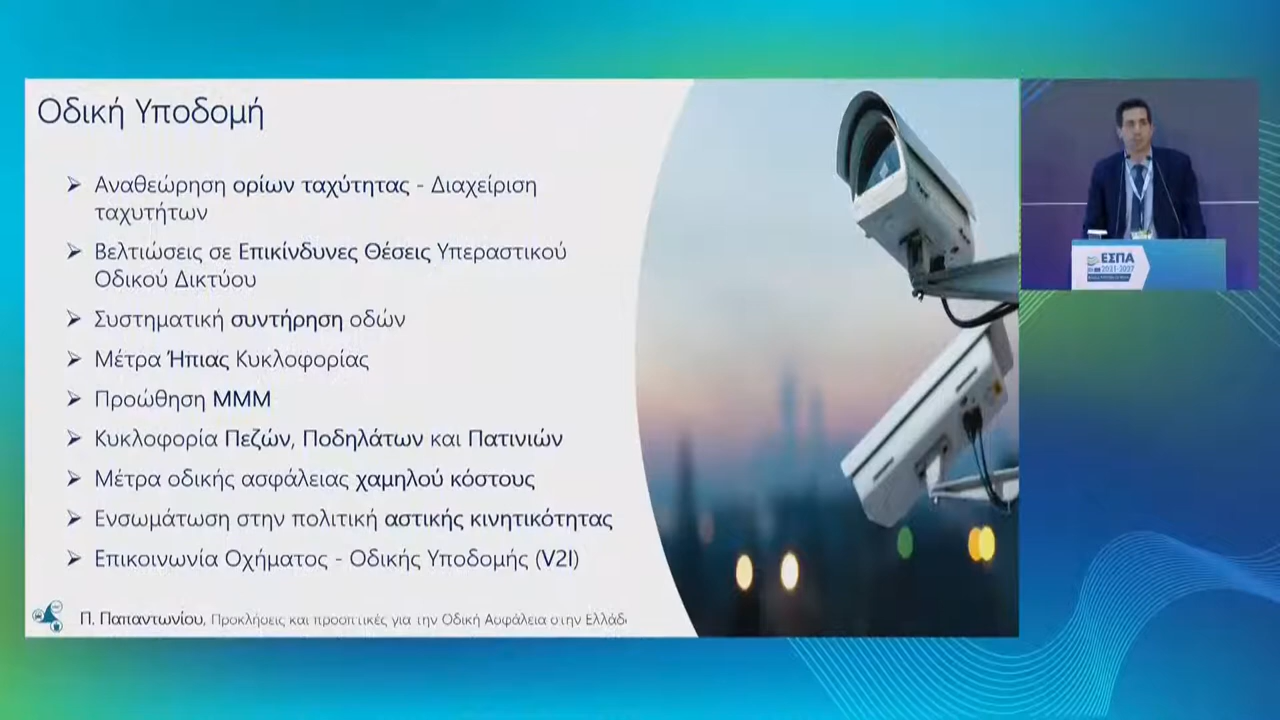 Οδική Υποδομή
➢ Αναθεώρηση ορίων ταχύτητας - Διαχείριση
ταχυτήτων
➢ Βελτιώσεις σε Επικίνδυνες Θέσεις Υπεραστικού
Οδικού Δικτύου
➢ Συστηματική συντήρηση οδών
➢ Μέτρα Ήπιας Κυκλοφορίας
➢ Προώθηση ΜΜΜ
➢ Κυκλοφορία Πεζών, Ποδηλάτων και Πατινιών
➢ Μέτρα οδικής ασφάλειας χαμηλού κόστους
➢ Ενσωμάτωση στην πολιτική αστικής κινητικότητας
➢ Επικοινωνία Οχήματος - Οδικής Υποδομής (V2I)
Π. Παπαντωνίου, Προκλήσεις και προοπτικές για την Οδική Ασφάλεια στην Ελλάδ
ΕΣΠΑ
2021-2027